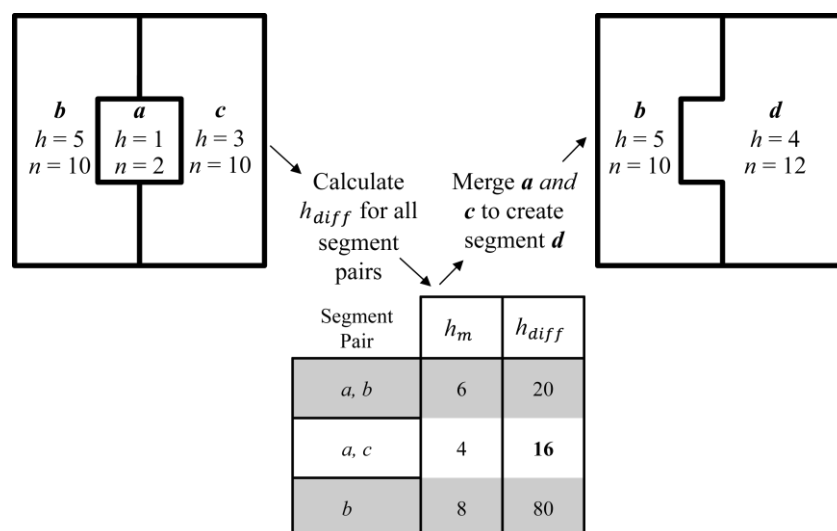 b
h = 5
n = 10
a
h = 1
n = 2
c
h = 3
n = 10
Calculate
h_diff for all
segment
pairs
Merge a and
c to create
segment d
b
h = 5
n = 10
d
h = 4
n = 12
Segment
Pair
h_m h_diff
a, b 6 20
a, c 4 16
b 8 80